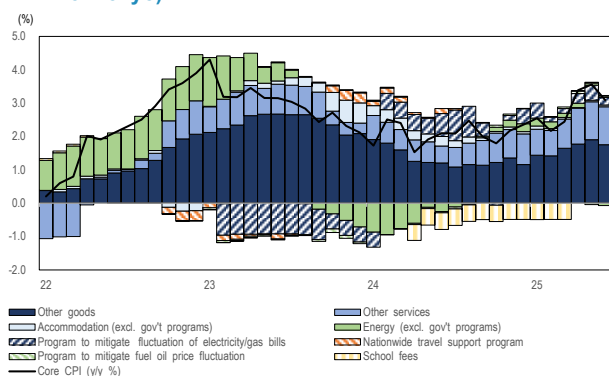 (%)
5.0
4.0
3.0
2.0
1.0
0.0
-1.0
-2.0
22 23 24 25
Other goods Other services
Accommodation (excl. gov't programs) Energy (excl. gov't programs)
Program to mitigate fluctuation of electricity/gas bills Nationwide travel support program
Program to mitigate fuel oil price fluctuation School fees
Core CPI (y/y %)